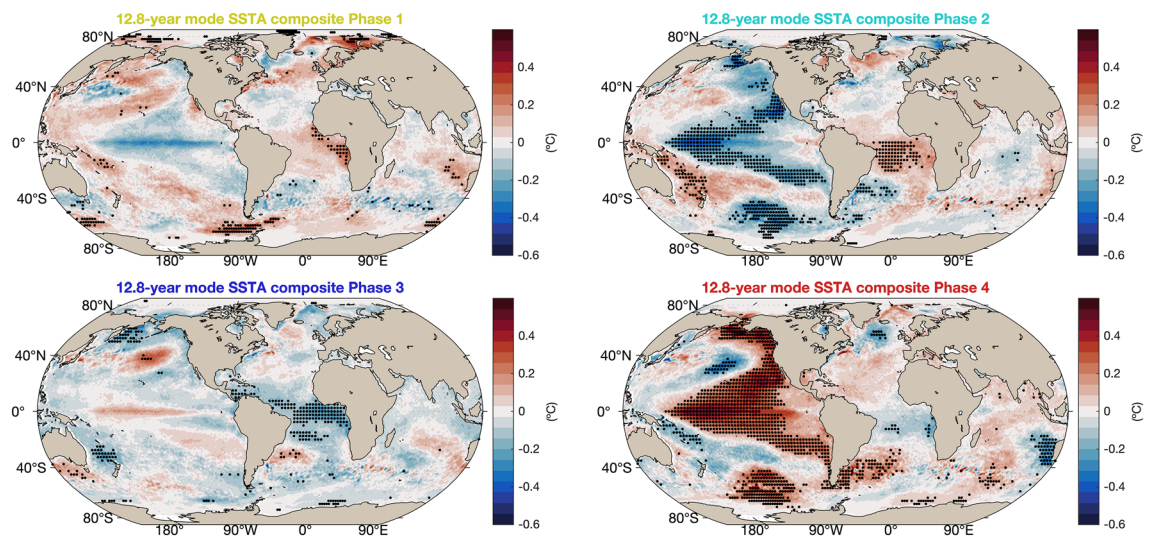 12.8-year mode SSTA composite Phase 1
80°N
40°N
0°
40°S
80°S
180°
90°W
0°
90°E
0.4
0.2
0
-0.2
-0.4
-0.6
(°C)
12.8-year mode SSTA composite Phase 2
80°N
40°N
0°
40°S
80°S
180°
90°W
0°
90°E
0.4
0.2
0
-0.2
-0.4
-0.6
(°C)
12.8-year mode SSTA composite Phase 3
80°N
40°N
0°
40°S
80°S
180°
90°W
0°
90°E
0.4
0.2
0
-0.2
-0.4
-0.6
(°C)
12.8-year mode SSTA composite Phase 4
80°N
40°N
0°
40°S
80°S
180°
90°W
0°
90°E
0.4
0.2
0
-0.2
-0.4
-0.6
(°C)